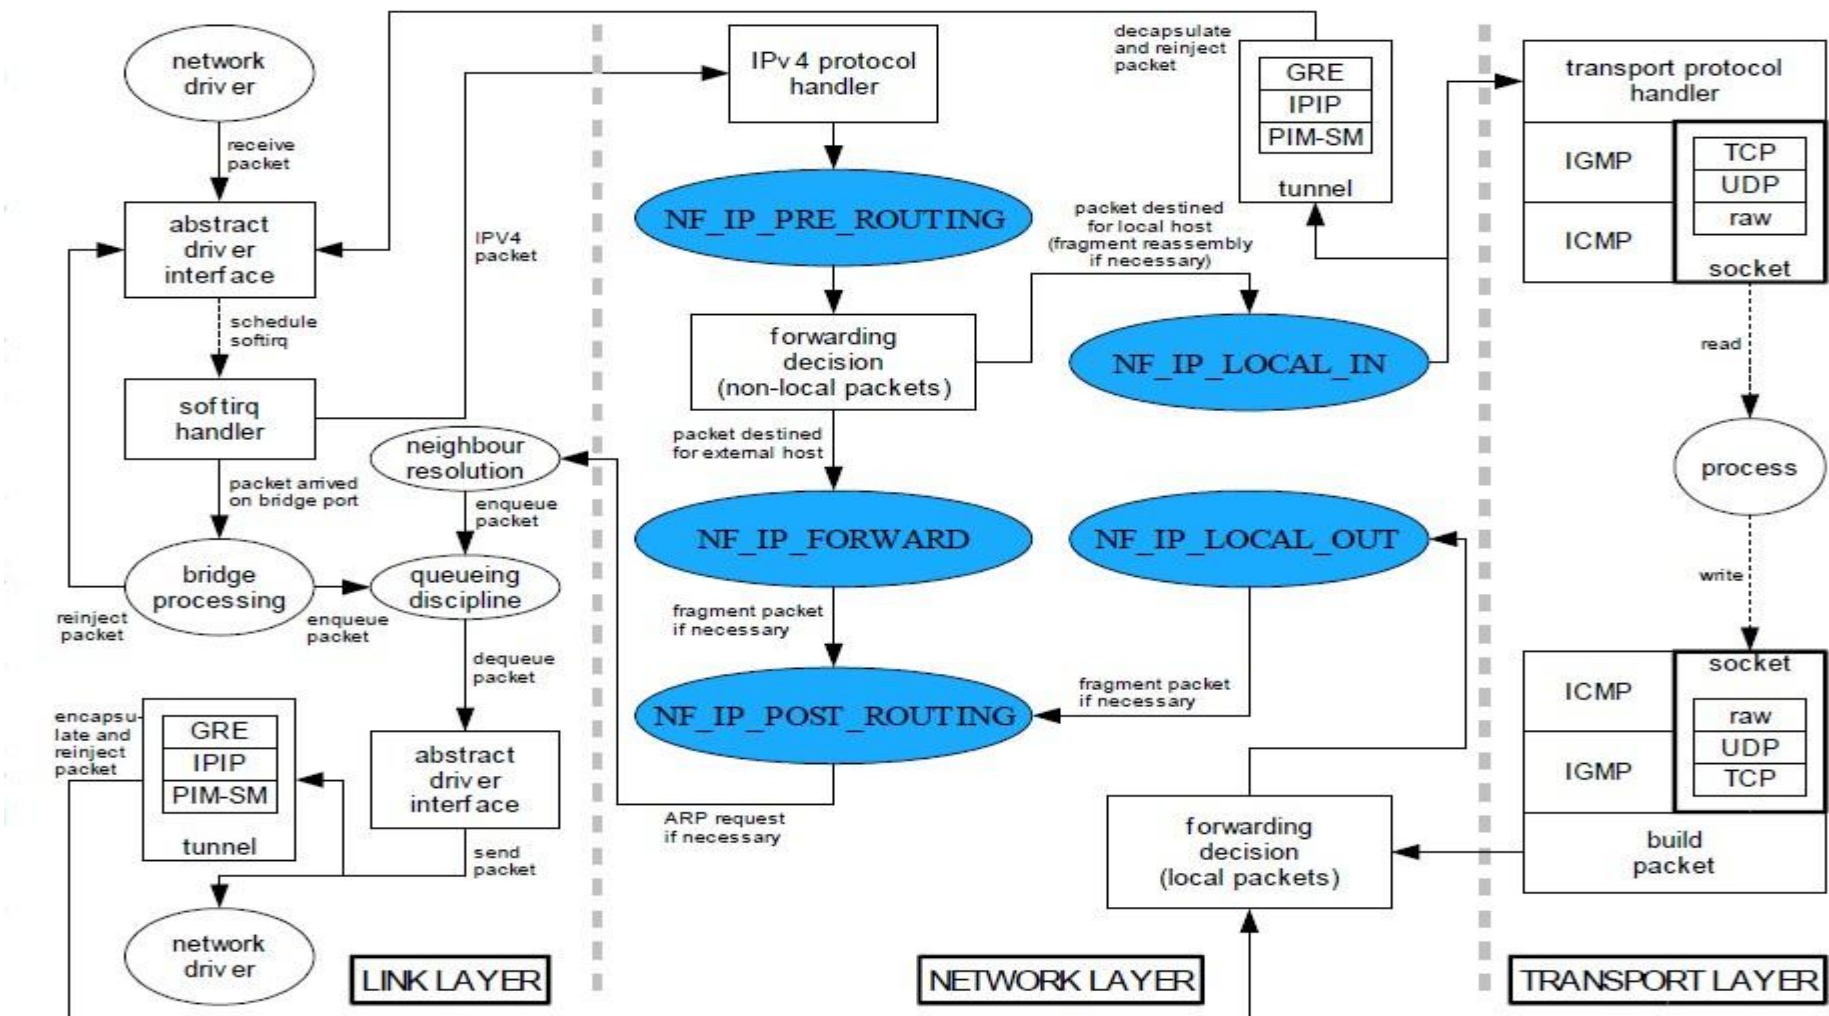 network
driver
receive
packet
abstract
driver
interface
schedule
softirq
softirq
handler
packet arrived
on bridge port
bridge
processing
reinject
packet
enqueue
packet
IPV4
packet
neighbour
resolution
enqueue
packet
queueing
discipline
dequeue
packet
abstract
driver
interface
send
packet
encapsu-
late and
reinject
packet
GRE
IPIP
PIM-SM
tunnel
network
driver
LINK LAYER
IPv4 protocol
handler
NF_IP_PRE_ROUTING
forwarding
decision
(non-local packets)
packet destined
for external host
NF_IP_FORWARD
fragment packet
if necessary
NF_IP_POST_ROUTING
ARP request
if necessary
decapsulate
and reinject
packet
GRE
IPIP
PIM-SM
tunnel
packet destined
for local host
(fragment reassembly
if necessary)
NF_IP_LOCAL_IN
NF_IP_LOCAL_OUT
fragment packet
if necessary
forwarding
decision
(local packets)
NETWORK LAYER
transport protocol
handler
IGMP
ICMP
TCP
UDP
raw
socket
read
process
write
socket
ICMP
IGMP
raw
UDP
TCP
build
packet
TRANSPORT LAYER